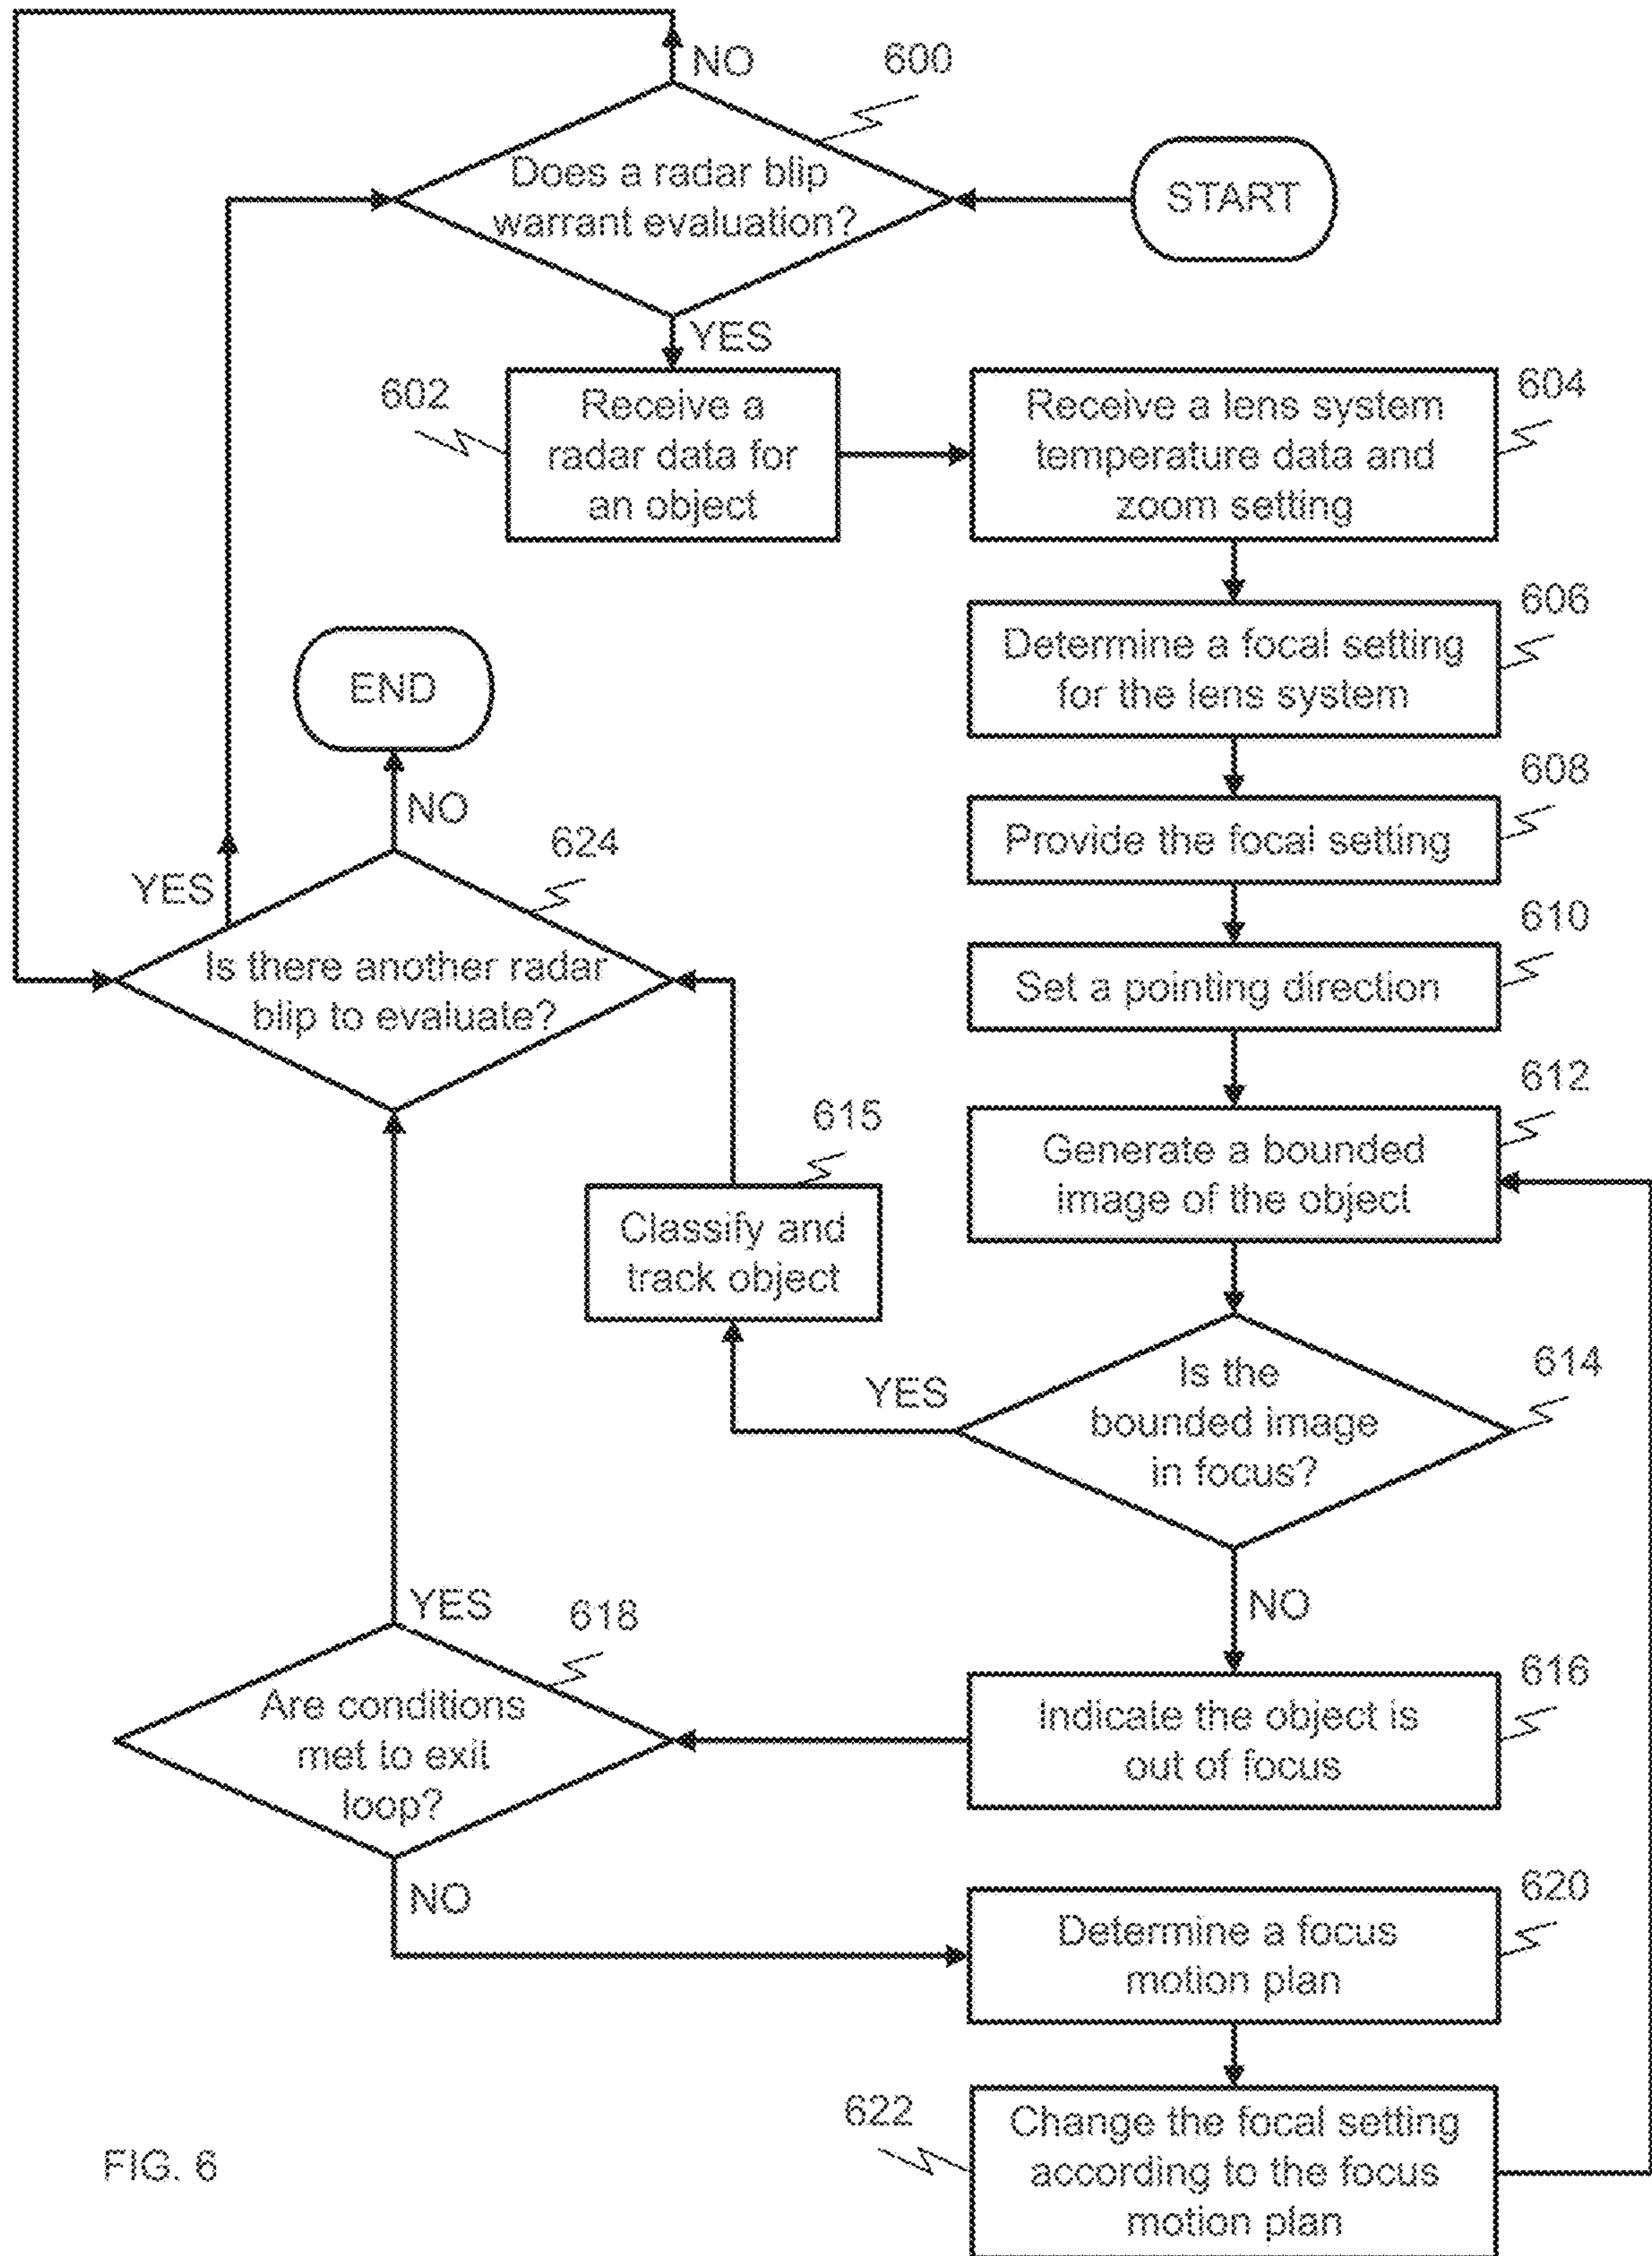 NO
600
Does a radar blip
warrant evaluation?
START
YES
602
Receive a
radar data for
an object
604
Receive a lens system
temperature data and
zoom setting
606
Determine a focal setting
for the lens system
END
608
Provide the focal setting
NO
624
YES
Is there another radar
blip to evaluate?
610
Set a pointing direction
612
Generate a bounded
image of the object
615
Classify and
track object
614
Is the
bounded image
in focus?
YES
NO
616
Indicate the object is
out of focus
YES
618
Are conditions
met to exit
loop?
NO
620
Determine a focus
motion plan
622
Change the focal setting
according to the focus
motion plan
FIG. 6